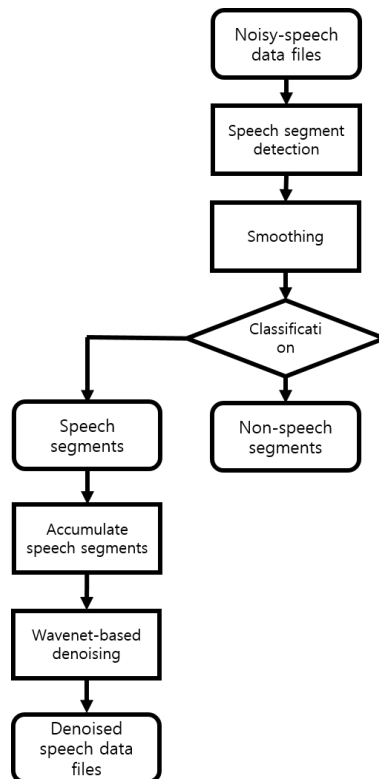 Noisy-speech
data files
Speech segment
detection
Smoothing
Classificati
on
Speech
segments
Non-speech
segments
Accumulate
speech segments
Wavenet-based
denoising
Denoised
speech data
files